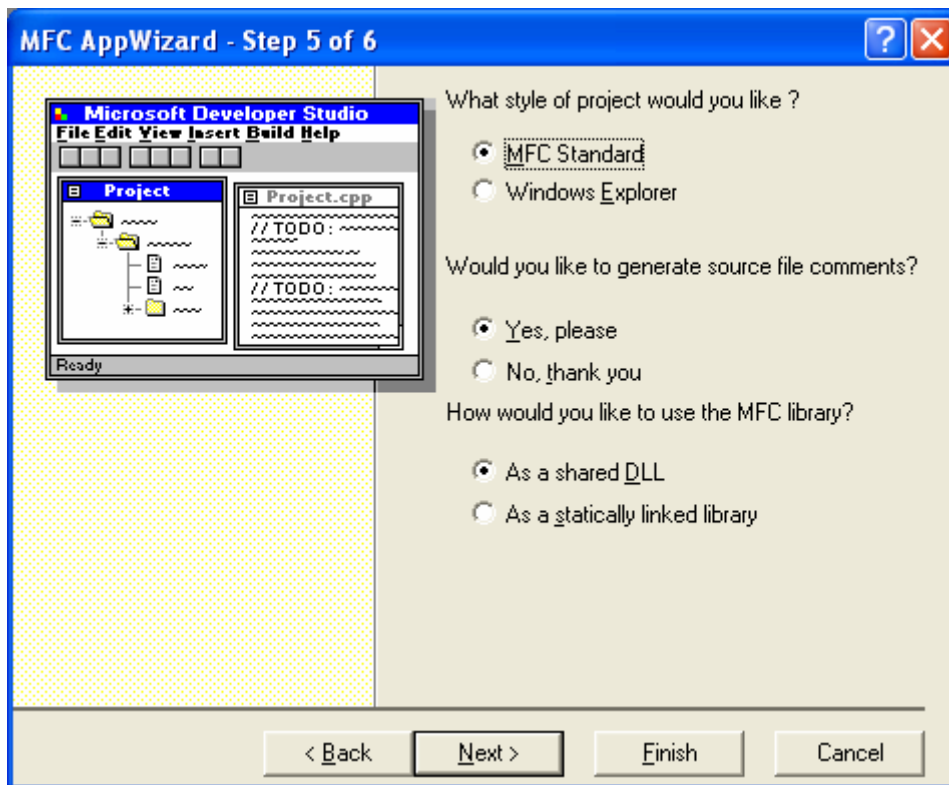 MFC AppWizard - Step 5 of 6
Microsoft Developer Studio
File Edit View Insert Build Help
Project
Project.cpp
// TODO:
// TODO:
Ready
What style of project would you like ?
MFC Standard
Windows Explorer
Would you like to generate source file comments?
Yes, please
No, thank you
How would you like to use the MFC library?
As a shared DLL
As a statically linked library
< Back
Next >
Finish
Cancel